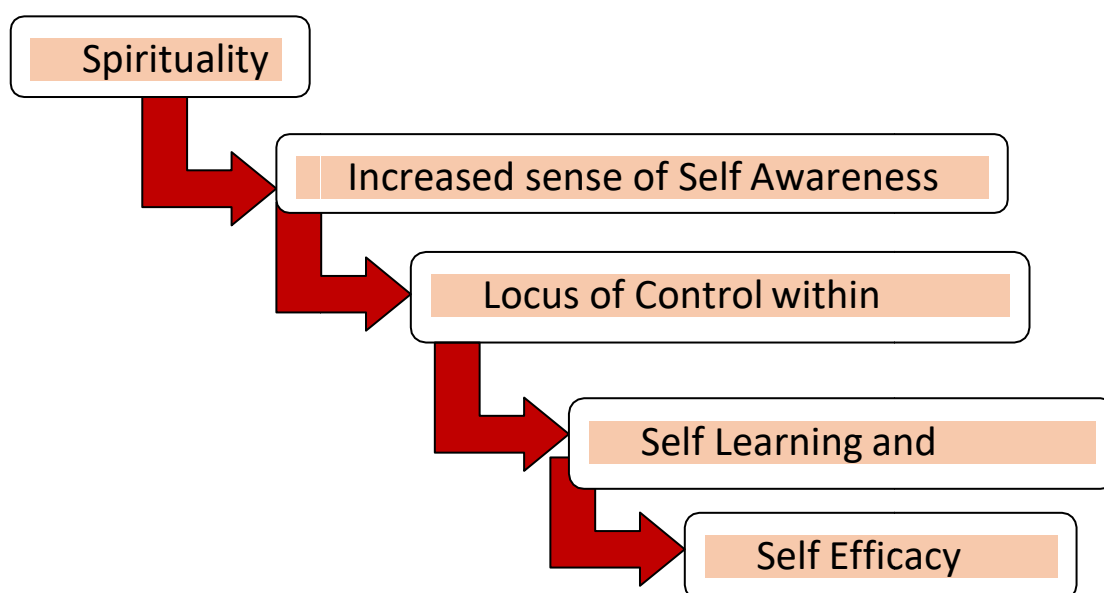 Spirituality
Increased sense of Self Awareness
Locus of Control within
Self Learning and
Self Efficacy